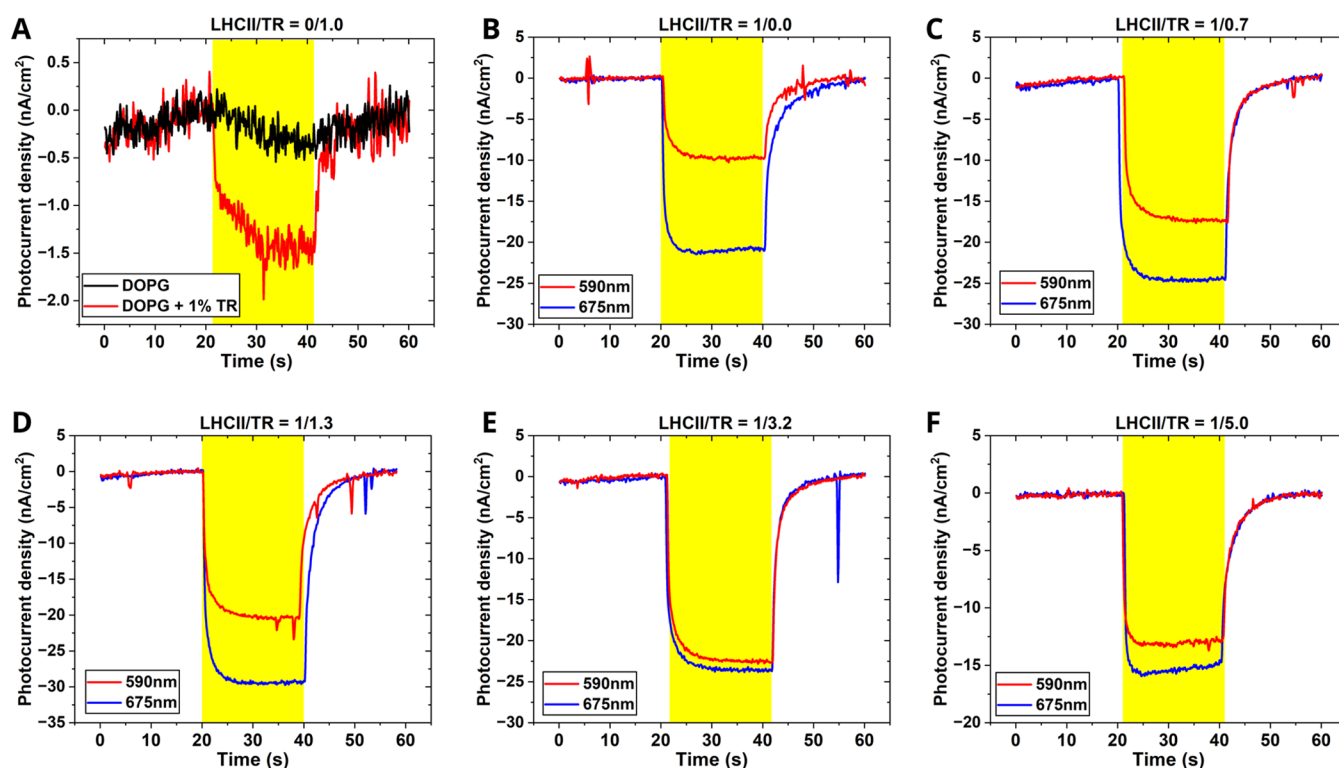 A
LHCII/TR = 0/1.0
Photocurrent density (nA/cm²)
0.5
0.0
−0.5
−1.0
−1.5
−2.0
DOPG
DOPG + 1% TR
0 10 20 30 40 50 60
Time (s)
B
LHCII/TR = 1/0.0
Photocurrent density (nA/cm²)
5
0
−5
−10
−15
−20
−25
−30
590nm
675nm
0 10 20 30 40 50 60
Time (s)
C
LHCII/TR = 1/0.7
Photocurrent density (nA/cm²)
5
0
−5
−10
−15
−20
−25
−30
590nm
675nm
0 10 20 30 40 50 60
Time (s)
D
LHCII/TR = 1/1.3
Photocurrent density (nA/cm²)
5
0
−5
−10
−15
−20
−25
−30
−35
590nm
675nm
0 10 20 30 40 50 60
Time (s)
E
LHCII/TR = 1/3.2
Photocurrent density (nA/cm²)
5
0
−5
−10
−15
−20
−25
−30
590nm
675nm
0 10 20 30 40 50 60
Time (s)
F
LHCII/TR = 1/5.0
Photocurrent density (nA/cm²)
5
0
−5
−10
−15
−20
590nm
675nm
0 10 20 30 40 50 60
Time (s)